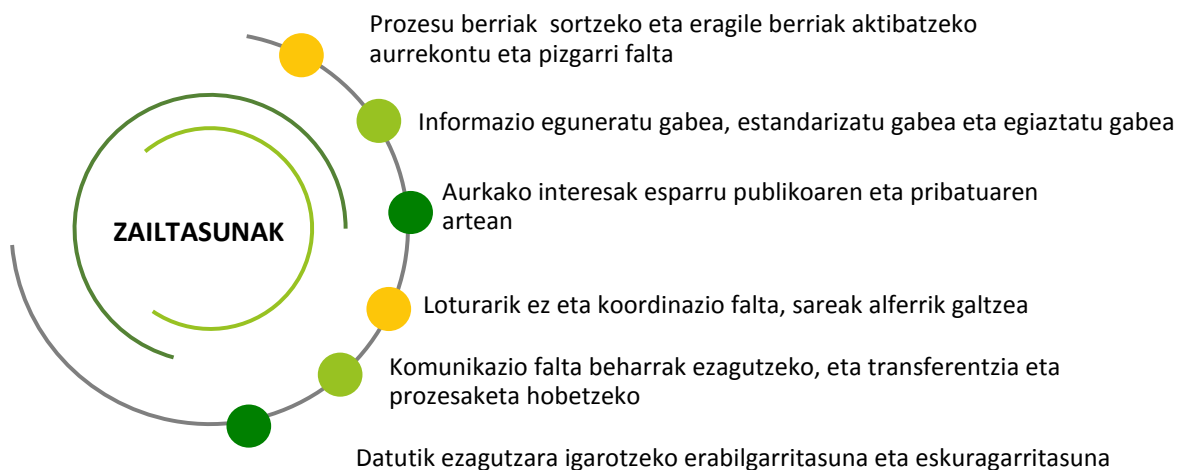 Prozesu berriak sortzeko eta eragile berriak aktibatzeko
aurrekontu eta pizgarri falta
Informazio eguneratu gabea, estandarizatu gabea eta egiaztatu gabea
Aurkako interesak esparru publikoaren eta pribatuaren
artean
ZAILTASUNAK
Loturarik ez eta koordinazio falta, sareak alferrik galtzea
Komunikazio falta beharrak ezagutzeko, eta transferentzia eta
prozesaketa hobetzeko
Datutik ezagutzara igarotzeko erabilgarritasuna eta eskuragarritasuna